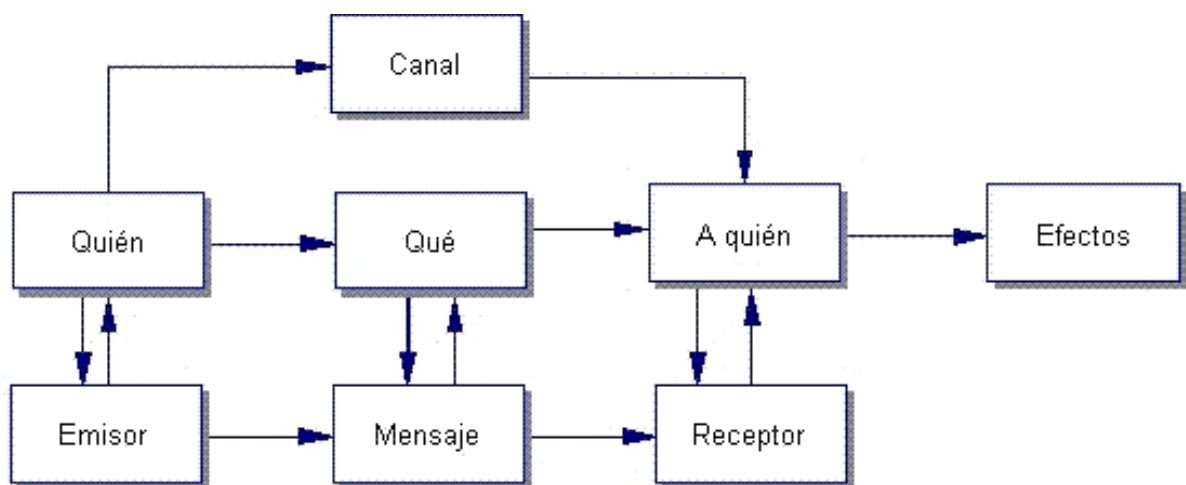 Canal
Quién
Qué
A quién
Efectos
Emisor
Mensaje
Receptor